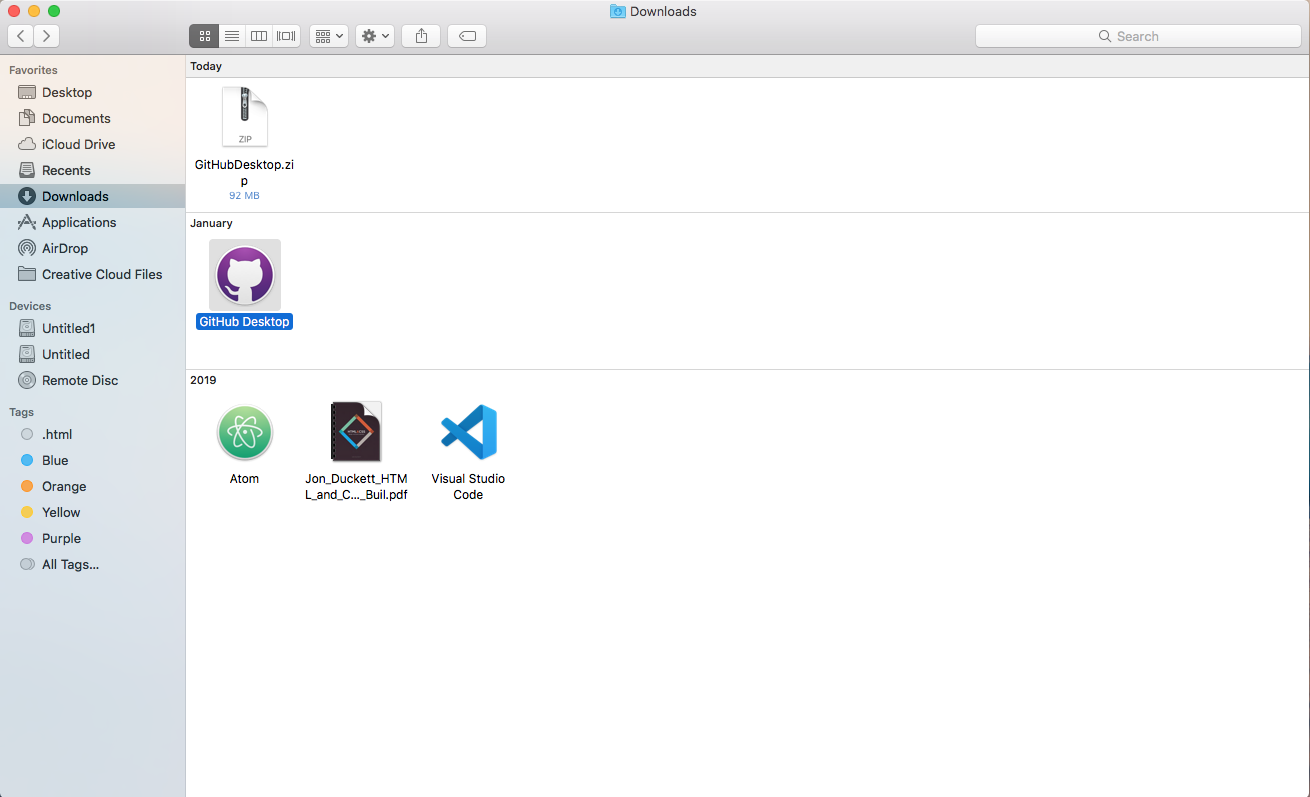 Downloads
Search
Favorites
Desktop
Documents
iCloud Drive
Recents
Downloads
Applications
AirDrop
Creative Cloud Files
Devices
Untitled1
Untitled
Remote Disc
Tags
.html
Blue
Orange
Yellow
Purple
All Tags...
Today
ZIP
GitHubDesktop.zi
p
92 MB
January
GitHub Desktop
2019
Atom
HTML&CSS
Jon_Duckett_HTM
L_and_C..._Buil.pdf
Visual Studio
Code